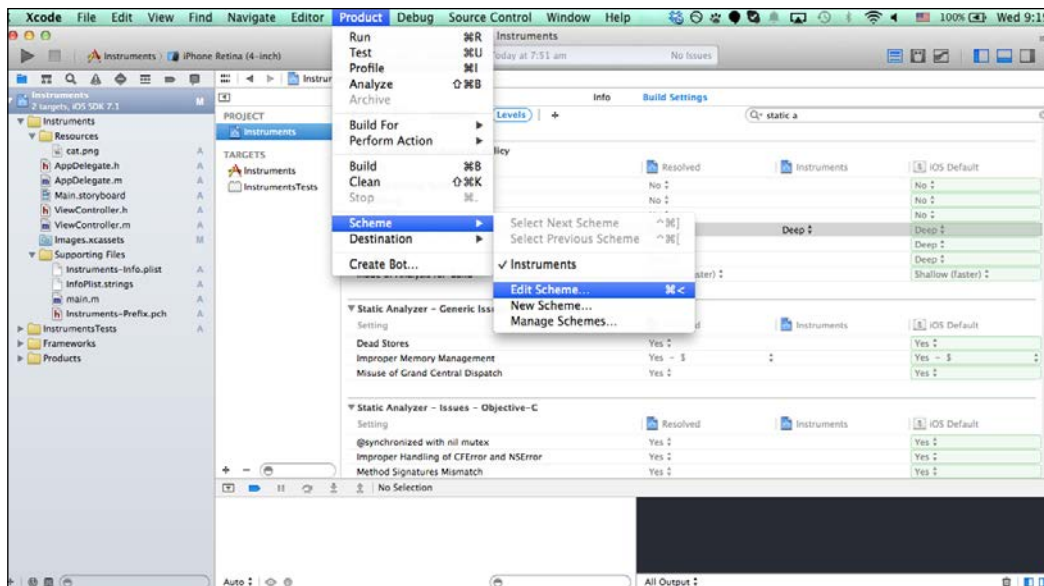 Xcode File Edit View Find Navigate Editor Product Debug Source Control Window Help 100% Wed 9:1
Instruments
Instruments iPhone Retina (4-inch)
oday at 7:51 am No Issues
Run ⌘R
Test ⌘U
Profile ⌘I
Analyze ⇧⌘B
Archive
Build For
Perform Action
Build ⌘B
Clean ⇧⌘K
Stop ⌘.
Scheme
Destination
Create Bot...
Select Next Scheme ^⌘]
Select Previous Scheme ^⌘[
✓ Instruments
Edit Scheme... ⌘<
New Scheme...
Manage Schemes...
Instruments M
2 targets, iOS SDK 7.1
Instruments
Resources
cat.png A
AppDelegate.h A
AppDelegate.m A
Main.storyboard A
ViewController.h A
ViewController.m A
Images.xcassets M
Supporting Files
Instruments-Info.plist A
InfoPlist.strings A
main.m A
Instruments-Prefix.pch A
InstrumentsTests A
Frameworks
Products
Instrur
PROJECT
Instruments
TARGETS
Instruments
InstrumentsTests
Info Build Settings
Levels + static a
licy
Resolved Instruments iOS Default
No No
No No
No
Deep Deep
Deep
Deep
ster) Shallow (faster)
Static Analyzer - Generic Iss
Setting Instruments iOS Default
Dead Stores Yes Yes
Improper Memory Management Yes - $ Yes - $
Misuse of Grand Central Dispatch Yes Yes
Static Analyzer - Issues - Objective-C
Setting Resolved Instruments iOS Default
@synchronized with nil mutex Yes Yes
Improper Handling of CFError and NSError Yes Yes
Method Signatures Mismatch Yes Yes
No Selection
Auto All Output